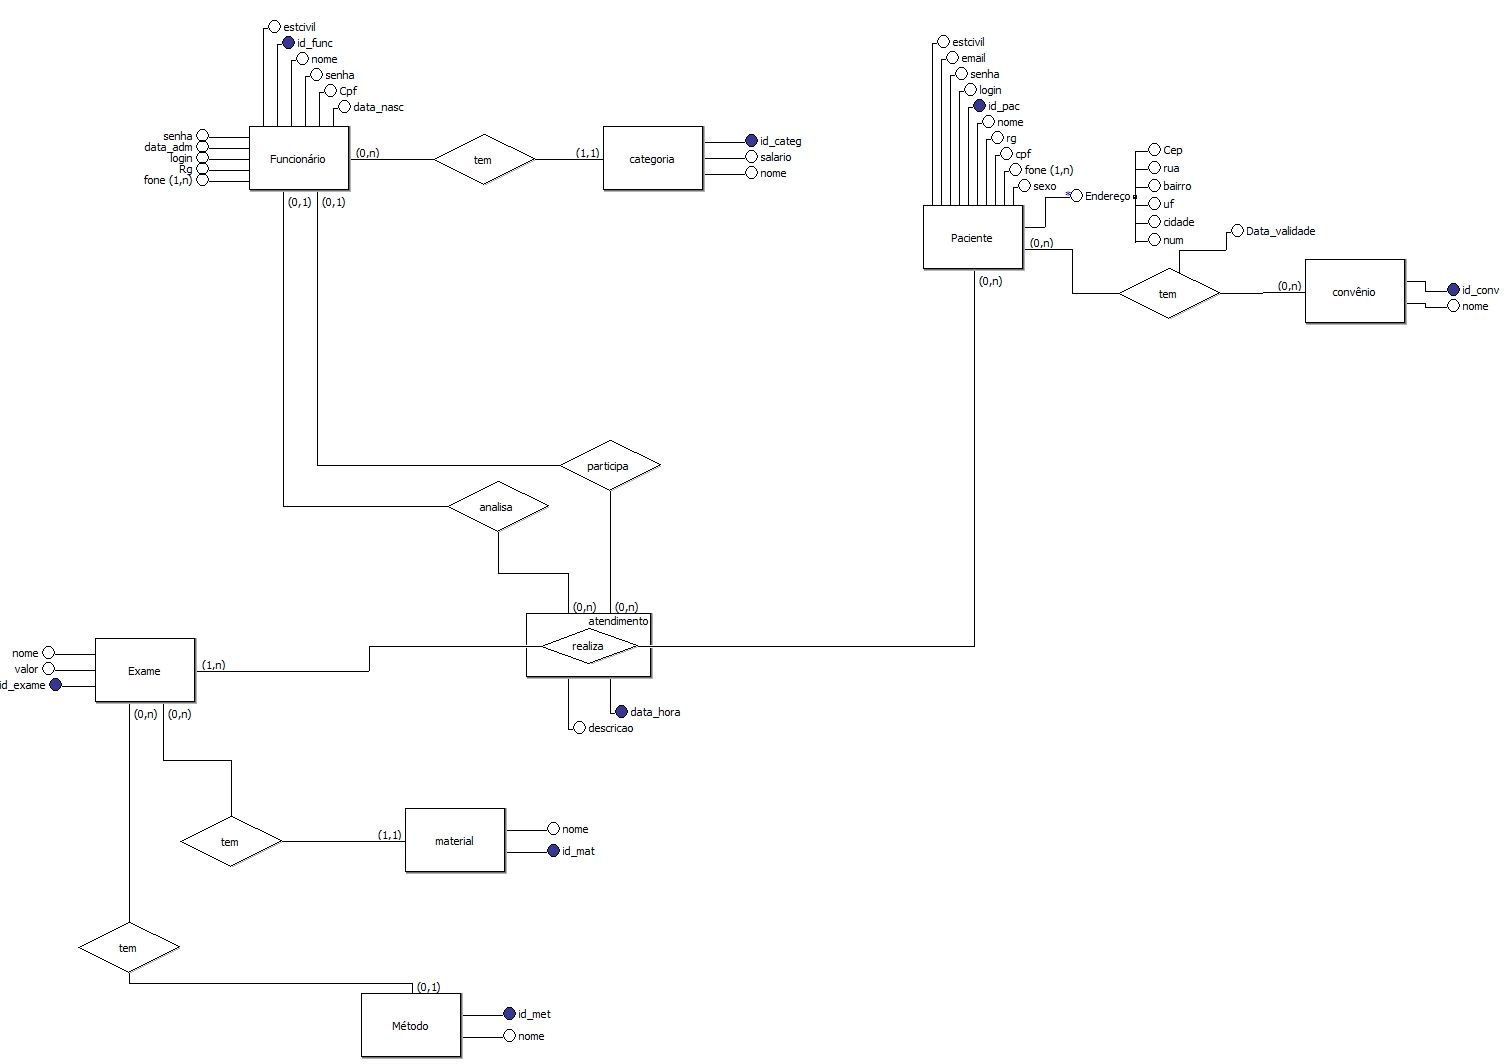 estcivil
id_func
nome
senha
Cpf
data_nasc
senha
data_adm
login
Rg
fone (1,n)
Funcionário
(0,n)
tem
(1,1)
categoria
id_categ
salario
nome
(0,1)
(0,1)
estcivil
email
senha
login
id_pac
nome
rg
cpf
fone (1,n)
sexo
* Endereço
Cep
rua
bairro
uf
cidade
num
Paciente
(0,n)
(0,n)
Data_validade
tem
(0,n)
convênio
id_conv
nome
participa
analisa
(0,n)
(0,n)
atendimento
realiza
data_hora
descricao
nome
valor
id_exame
Exame
(1,n)
(0,n)
(0,n)
tem
(1,1)
material
nome
id_mat
tem
(0,1)
Método
id_met
nome